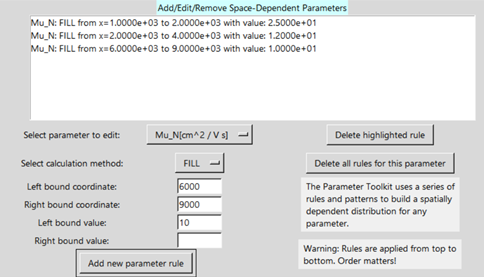 Add/Edit/Remove Space-Dependent Parameters
Mu_N: FILL from x=1.0000e+03 to 2.0000e+03 with value: 2.5000e+01
Mu_N: FILL from x=2.0000e+03 to 4.0000e+03 with value: 1.2000e+01
Mu_N: FILL from x=6.0000e+03 to 9.0000e+03 with value: 1.0000e+01
Select parameter to edit: Mu_N[cm^2 / V s]
Delete highlighted rule
Select calculation method: FILL
Delete all rules for this parameter
Left bound coordinate: 6000
Right bound coordinate: 9000
Left bound value: 10
Right bound value:
Add new parameter rule
The Parameter Toolkit uses a series of
rules and patterns to build a spatially
dependent distribution for any
parameter.
Warning: Rules are applied from top to
bottom. Order matters!